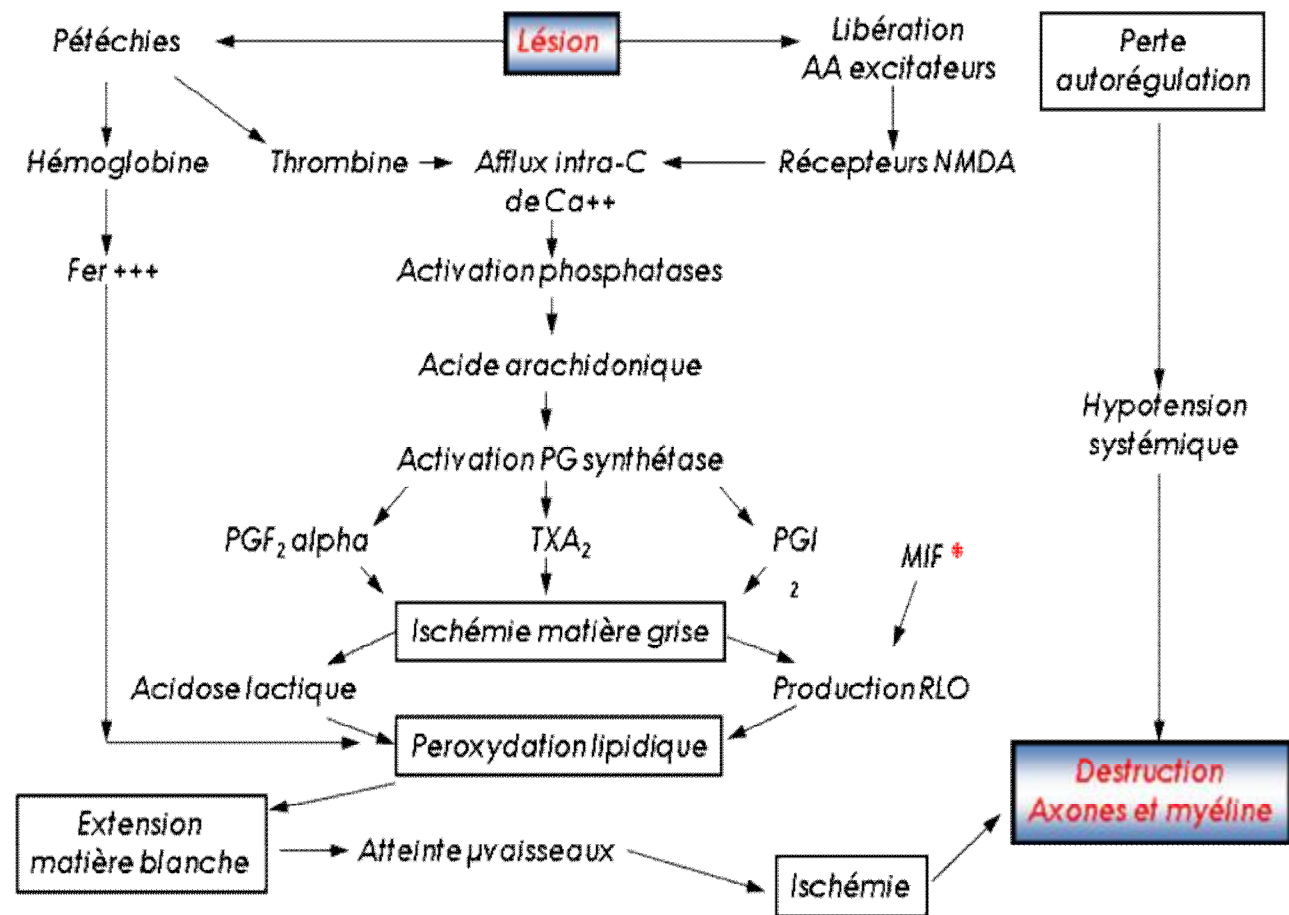 Pétéchies
Lésion
Libération
AA excitateurs
Perte
autorégulation
Hémoglobine
Thrombine
Afflux intra-C
de Ca++
Récepteurs NMDA
Fer +++
Activation phosphatases
Acide arachidonique
Hypotension
systémique
Activation PG synthétase
PGF₂ alpha
TXA₂
PGI
₂
MIF *
Ischémie matière grise
Acidose lactique
Production RLO
Peroxydation lipidique
Destruction
Axones et myéline
Extension
matière blanche
Atteinte µvaisseaux
Ischémie